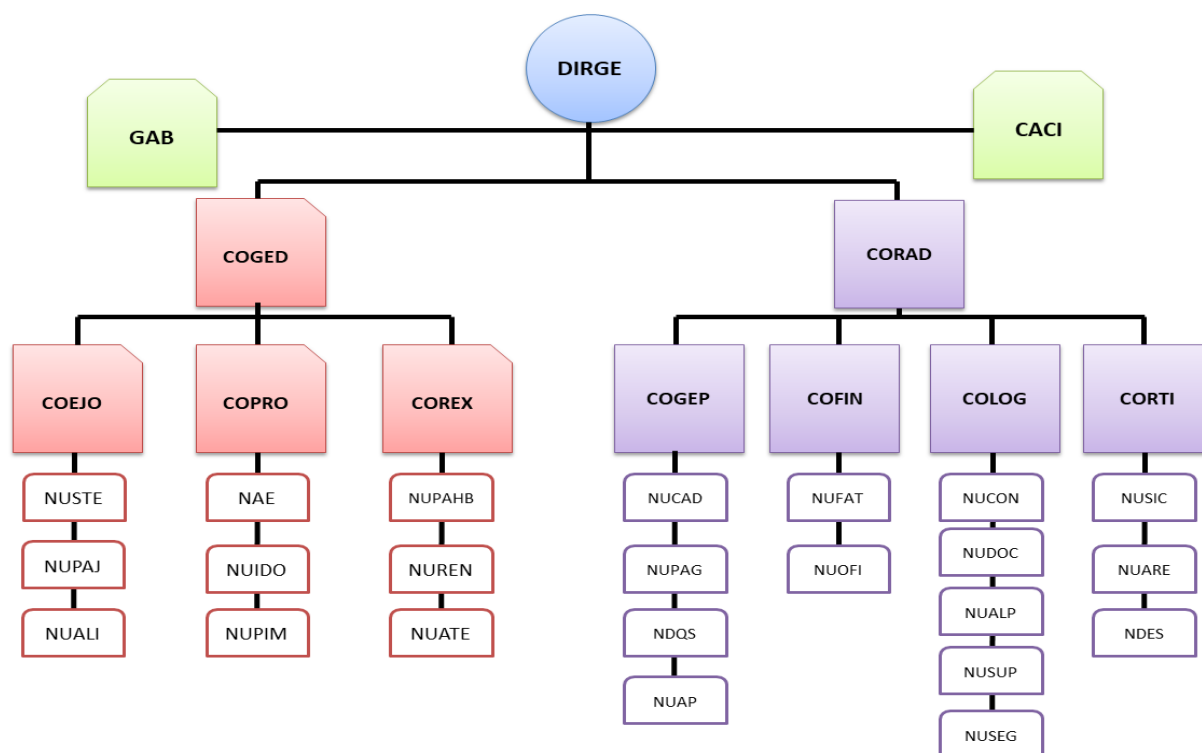 DIRGE
GAB
CACI
COGED
CORAD
COEJO
COPRO
COREX
COGEP
COFIN
COLOG
CORTI
NUSTE
NAE
NUPAHB
NUCAD
NUFAT
NUCON
NUSIC
NUPAJ
NUIDO
NUREN
NUPAG
NUOFI
NUDOC
NUARE
NUALI
NUPIM
NUATE
NDQS
NUALP
NDES
NUAP
NUSUP
NUSEG